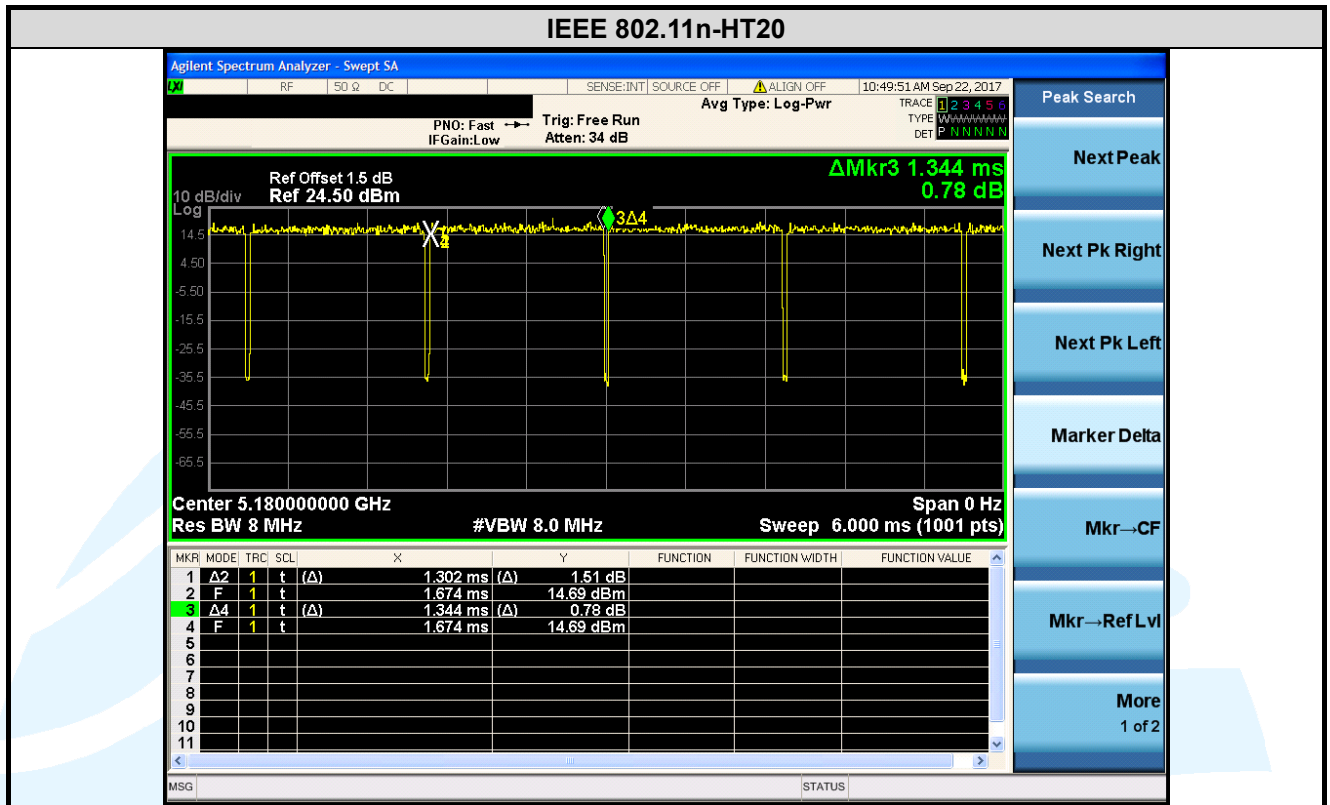 IEEE 802.11n-HT20
Agilent Spectrum Analyzer - Swept SA
LXI RF 50 Ω DC SENSE:INT SOURCE OFF ALIGN OFF 10:49:51 AM Sep 22, 2017
Avg Type: Log-Pwr
TRACE 1 2 3 4 5 6
TYPE
DET P N N N N N
PNO: Fast
IFGain:Low
Trig: Free Run
Atten: 34 dB
Peak Search
Next Peak
Next Pk Right
Next Pk Left
Marker Delta
Mkr→CF
Mkr→Ref Lvl
More
1 of 2
ΔMkr3 1.344 ms
0.78 dB
Ref Offset 1.5 dB
10 dB/div Ref 24.50 dBm
Log
14.5
4.50
-5.50
-15.5
-25.5
-35.5
-45.5
-55.5
-65.5
3Δ4
4
Center 5.180000000 GHz Span 0 Hz
Res BW 8 MHz #VBW 8.0 MHz Sweep 6.000 ms (1001 pts)
MKR MODE TRC SCL X Y FUNCTION FUNCTION WIDTH FUNCTION VALUE
1 Δ2 1 t (Δ) 1.302 ms (Δ) 1.51 dB
2 F 1 t 1.674 ms 14.69 dBm
3 Δ4 1 t (Δ) 1.344 ms (Δ) 0.78 dB
4 F 1 t 1.674 ms 14.69 dBm
5
6
7
8
9
10
11
MSG STATUS